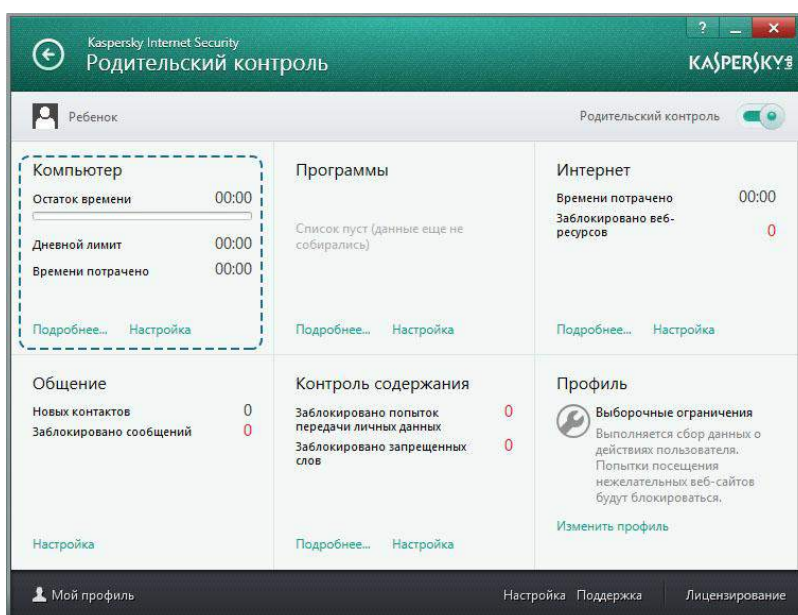 Kaspersky Internet Security
Родительский контроль
?
KASPERSKY
Ребенок
Родительский контроль
Компьютер
Остаток времени 00:00
Дневной лимит 00:00
Времени потрачено 00:00
Подробнее... Настройка
Программы
Список пуст (данные еще не
собирались)
Подробнее... Настройка
Интернет
Времени потрачено 00:00
Заблокировано веб-
ресурсов 0
Подробнее... Настройка
Общение
Новых контактов 0
Заблокировано сообщений 0
Настройка
Контроль содержания
Заблокировано попыток 0
передачи личных данных
Заблокировано запрещенных 0
слов
Подробнее... Настройка
Профиль
Выборочные ограничения
Выполняется сбор данных о
действиях пользователя.
Попытки посещения
нежелательных веб-сайтов
будут блокироваться.
Изменить профиль
Мой профиль
Настройка Поддержка Лицензирование